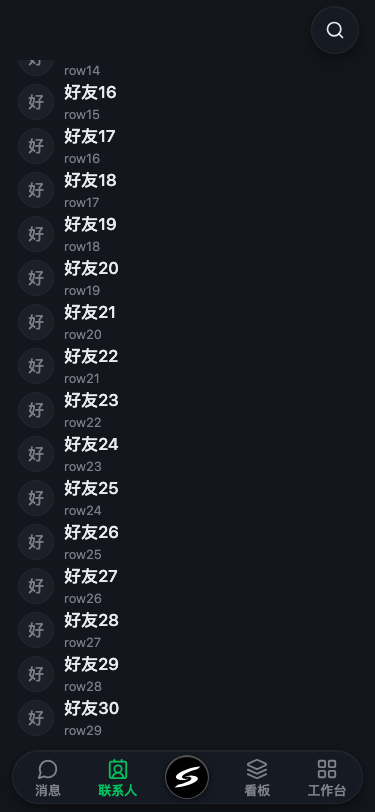 row14
好
好友16
row15
好
好友17
row16
好
好友18
row17
好
好友19
row18
好
好友20
row19
好
好友21
row20
好
好友22
row21
好
好友23
row22
好
好友24
row23
好
好友25
row24
好
好友26
row25
好
好友27
row26
好
好友28
row27
好
好友29
row28
好
好友30
row29
消息
联系人
看板
工作台